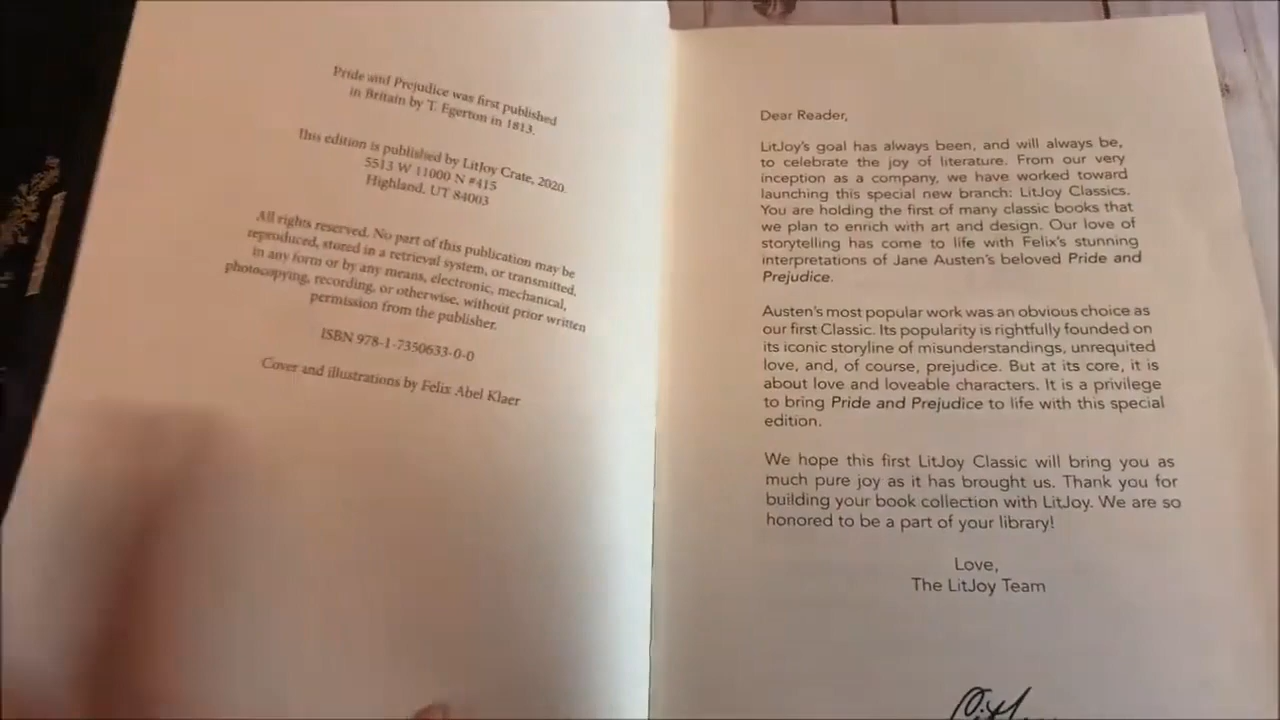 Pride and Prejudice was first published
in Britain by T. Egerton in 1813.
This edition is published by LitJoy Crate, 2020.
5513 W 11000 N #415
Highland, UT 84003
All rights reserved. No part of this publication may be
reproduced, stored in a retrieval system, or transmitted,
in any form or by any means, electronic, mechanical,
photocopying, recording, or otherwise, without prior written
permission from the publisher.
ISBN 978-1-7350633-0-0
Cover and illustrations by Felix Abel Klaer
Dear Reader,
LitJoy's goal has always been, and will always be,
to celebrate the joy of literature. From our very
inception as a company, we have worked toward
launching this special new branch: LitJoy Classics.
You are holding the first of many classic books that
we plan to enrich with art and design. Our love of
storytelling has come to life with Felix's stunning
interpretations of Jane Austen's beloved Pride and
Prejudice.
Austen's most popular work was an obvious choice as
our first Classic. Its popularity is rightfully founded on
its iconic storyline of misunderstandings, unrequited
love, and, of course, prejudice. But at its core, it is
about love and loveable characters. It is a privilege
to bring Pride and Prejudice to life with this special
edition.
We hope this first LitJoy Classic will bring you as
much pure joy as it has brought us. Thank you for
building your book collection with LitJoy. We are so
honored to be a part of your library!
Love,
The LitJoy Team